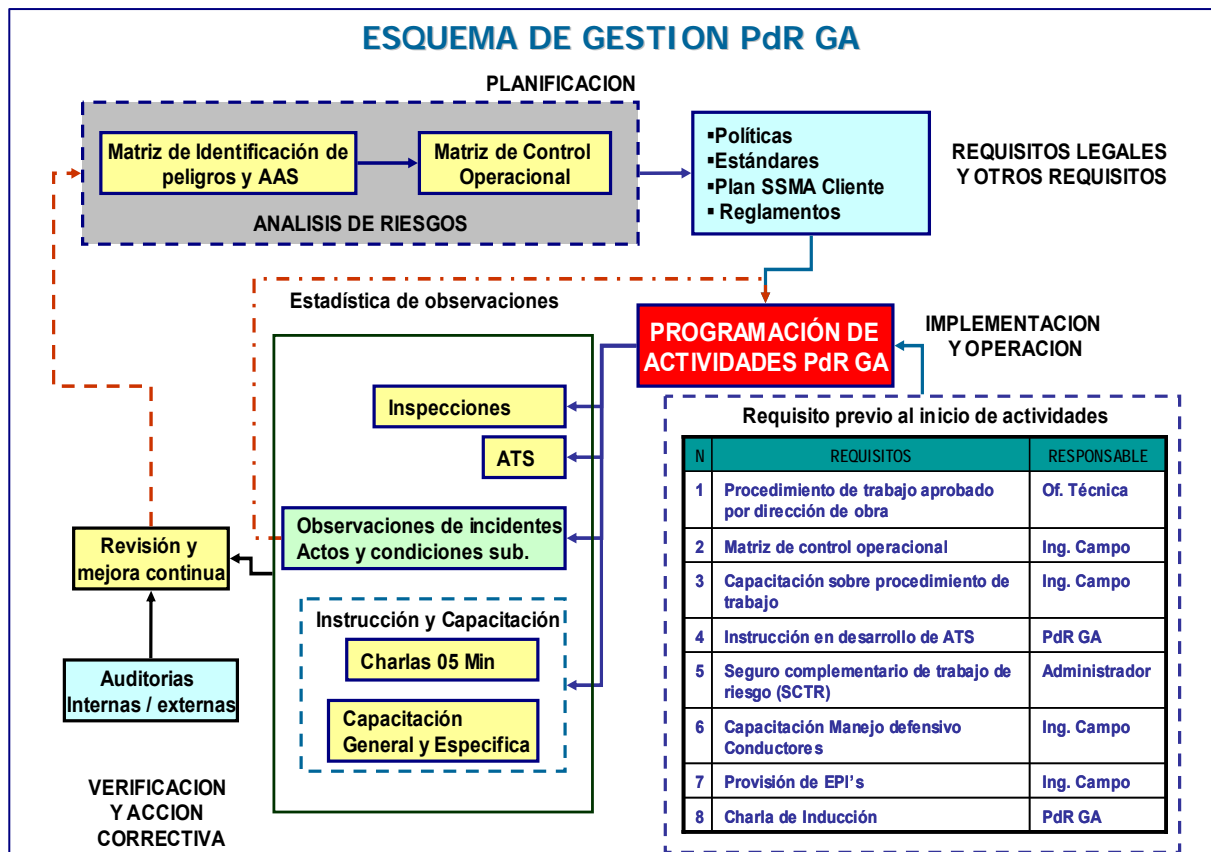 ESQUEMA DE GESTION PdR GA
PLANIFICACION
Matriz de Identificación de
peligros y AAS
Matriz de Control
Operacional
ANALISIS DE RIESGOS
▪Políticas
▪Estándares
▪Plan SSMA Cliente
▪ Reglamentos
REQUISITOS LEGALES
Y OTROS REQUISITOS
Estadística de observaciones
PROGRAMACIÓN DE
ACTIVIDADES PdR GA
IMPLEMENTACION
Y OPERACION
Inspecciones
ATS
Observaciones de incidentes
Actos y condiciones sub.
Instrucción y Capacitación
Charlas 05 Min
Capacitación
General y Especifica
Revisión y
mejora continua
Auditorias
Internas / externas
VERIFICACION
Y ACCION
CORRECTIVA
Requisito previo al inicio de actividades
N REQUISITOS RESPONSABLE
1 Procedimiento de trabajo aprobado Of. Técnica
por dirección de obra
2 Matriz de control operacional Ing. Campo
3 Capacitación sobre procedimiento de Ing. Campo
trabajo
4 Instrucción en desarrollo de ATS PdR GA
5 Seguro complementario de trabajo de Administrador
riesgo (SCTR)
6 Capacitación Manejo defensivo Ing. Campo
Conductores
7 Provisión de EPI's Ing. Campo
8 Charla de Inducción PdR GA